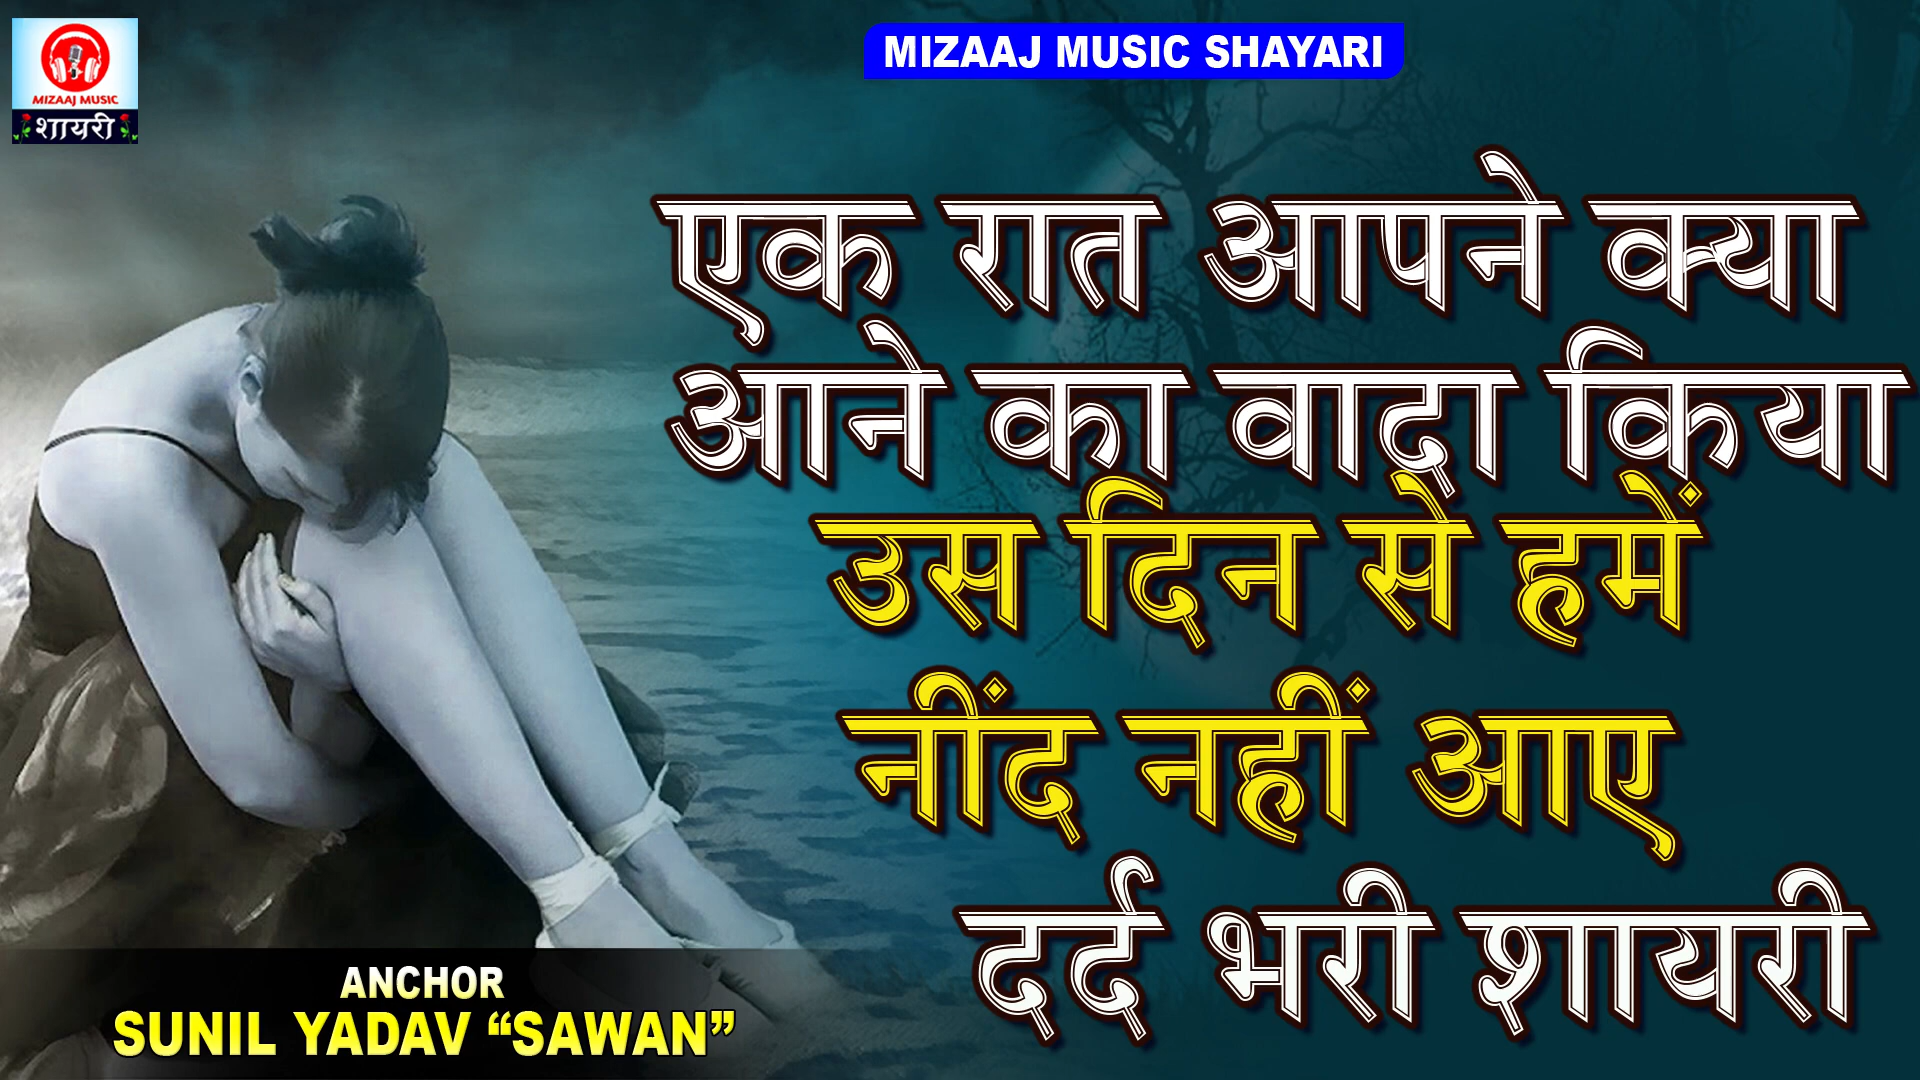 MIZAAJ MUSIC
शायरी
MIZAAJ MUSIC SHAYARI
एक रात आपने क्या
आने का वादा किया
उस दिन से हमें
नींद नहीं आए
दर्द भरी शायरी
ANCHOR
SUNIL YADAV “SAWAN”